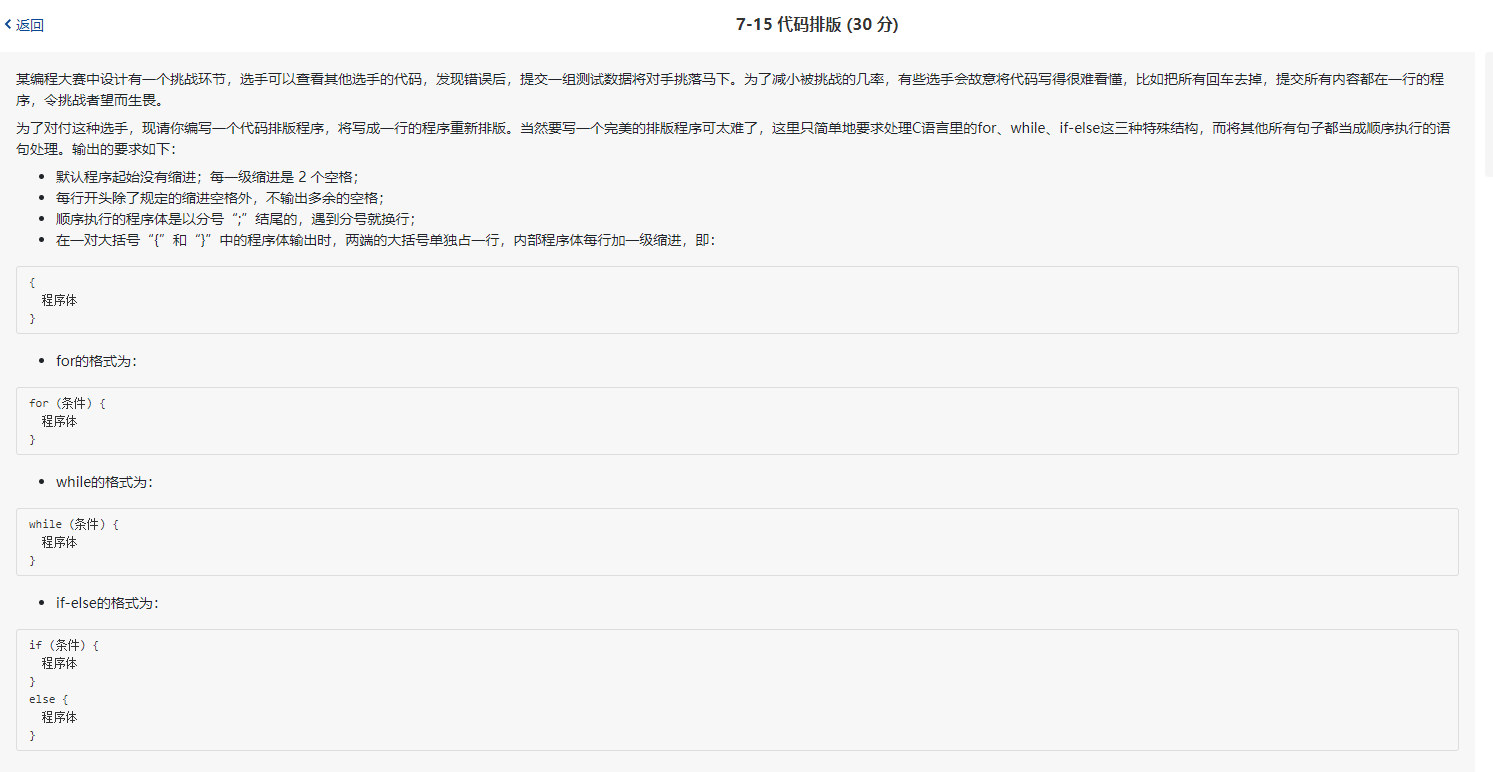 返回
7-15 代码排版 (30 分)
某编程大赛中设计有一个挑战环节，选手可以查看其他选手的代码，发现错误后，提交一组测试数据将对手挑落马下。为了减小被挑战的几率，有些选手会故意将代码写得很难看懂，比如把所有回车去掉，提交所有内容都在一行的程
序，令挑战者望而生畏。
为了对付这种选手，现请你编写一个代码排版程序，将写成一行的程序重新排版。当然要写一个完美的排版程序可太难了，这里只简单地要求处理C语言里的for、while、if-else这三种特殊结构，而将其他所有句子都当成顺序执行的语
句处理。输出的要求如下：
• 默认程序起始没有缩进；每一级缩进是 2 个空格；
• 每行开头除了规定的缩进空格外，不输出多余的空格；
• 顺序执行的程序体是以分号“;”结尾的，遇到分号就换行；
• 在一对大括号“{”和“}”中的程序体输出时，两端的大括号单独占一行，内部程序体每行加一级缩进，即：
{
  程序体
}
• for的格式为：
for (条件) {
  程序体
}
• while的格式为：
while (条件) {
  程序体
}
• if-else的格式为：
if (条件) {
  程序体
}
else {
  程序体
}